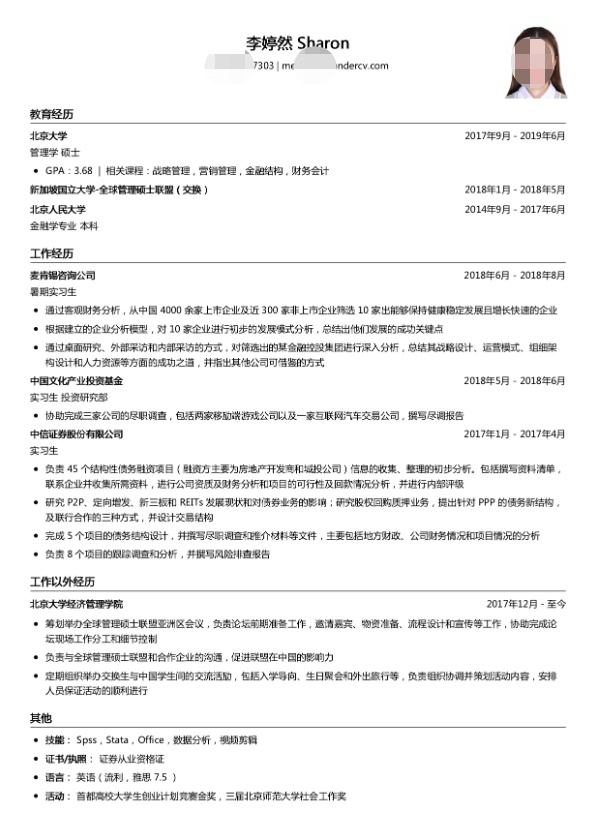 李婷然 Sharon
7303 | me ndercv.com
教育经历
北京大学 2017年9月 - 2019年6月
管理学 硕士
• GPA：3.68 | 相关课程：战略管理，营销管理，金融结构，财务会计
新加坡国立大学-全球管理硕士联盟（交换） 2018年1月 - 2018年5月
北京人民大学 2014年9月 - 2017年6月
金融学专业 本科
工作经历
麦肯锡咨询公司 2018年6月 - 2018年8月
暑期实习生
• 通过客观财务分析，从中国 4000 余家上市企业及近 300 家非上市企业筛选 10 家出能够保持健康稳定发展且增长快速的企业
• 根据建立的企业分析模型，对 10 家企业进行初步的发展模式分析，总结出他们发展的成功关键点
• 通过桌面研究、外部采访和内部采访的方式，对筛选出的某金融控股集团进行深入分析，总结其战略设计、运营模式、组细架
构设计和人力资源等方面的成功之道，并指出其他公司可借鉴的方式
中国文化产业投资基金 2018年5月 - 2018年6月
实习生 投资研究部
• 协助完成三家公司的尽职调查，包括两家移动端游戏公司以及一家互联网汽车交易公司，撰写尽调报告
中信证券股份有限公司 2017年1月 - 2017年4月
实习生
• 负责 45 个结构性债务融资项目（融资方主要为房地产开发商和城投公司）信息的收集、整理的初步分析。包括撰写资料清单，
联系企业并收集所需资料，进行公司资质及财务分析和项目的可行性及回款情况分析，并进行内部评级
• 研究 P2P、定向增发、新三板和 REITs 发展现状和对债券业务的影响；研究股权回购质押业务，提出针对 PPP 的债务新结构，
及联行合作的三种方式，并设计交易结构
• 完成 5 个项目的债务结构设计，并撰写尽职调查和推介材料等文件，主要包括地方财政、公司财务情况和项目情况的分析
• 负责 8 个项目的跟踪调查和分析，并撰写风险排查报告
工作以外经历
北京大学经济管理学院 2017年12月 - 至今
• 筹划举办全球管理硕士联盟亚洲区会议，负责论坛前期准备工作，邀请嘉宾、物资准备、流程设计和宣传等工作，协助完成论
坛现场工作分工和细节控制
• 负责与全球管理硕士联盟和合作企业的沟通，促进联盟在中国的影响力
• 定期组织举办交换生与中国学生间的交流活动，包括入学导向、生日聚会和外出旅行等，负责组织协调并策划活动内容，安排
人员保证活动的顺利进行
其他
• 技能： Spss，Stata，Office，数据分析，视频剪辑
• 证书/执照： 证券从业资格证
• 语言： 英语（流利，雅思 7.5 ）
• 活动： 首都高校大学生创业计划竞赛金奖，三届北京师范大学社会工作奖